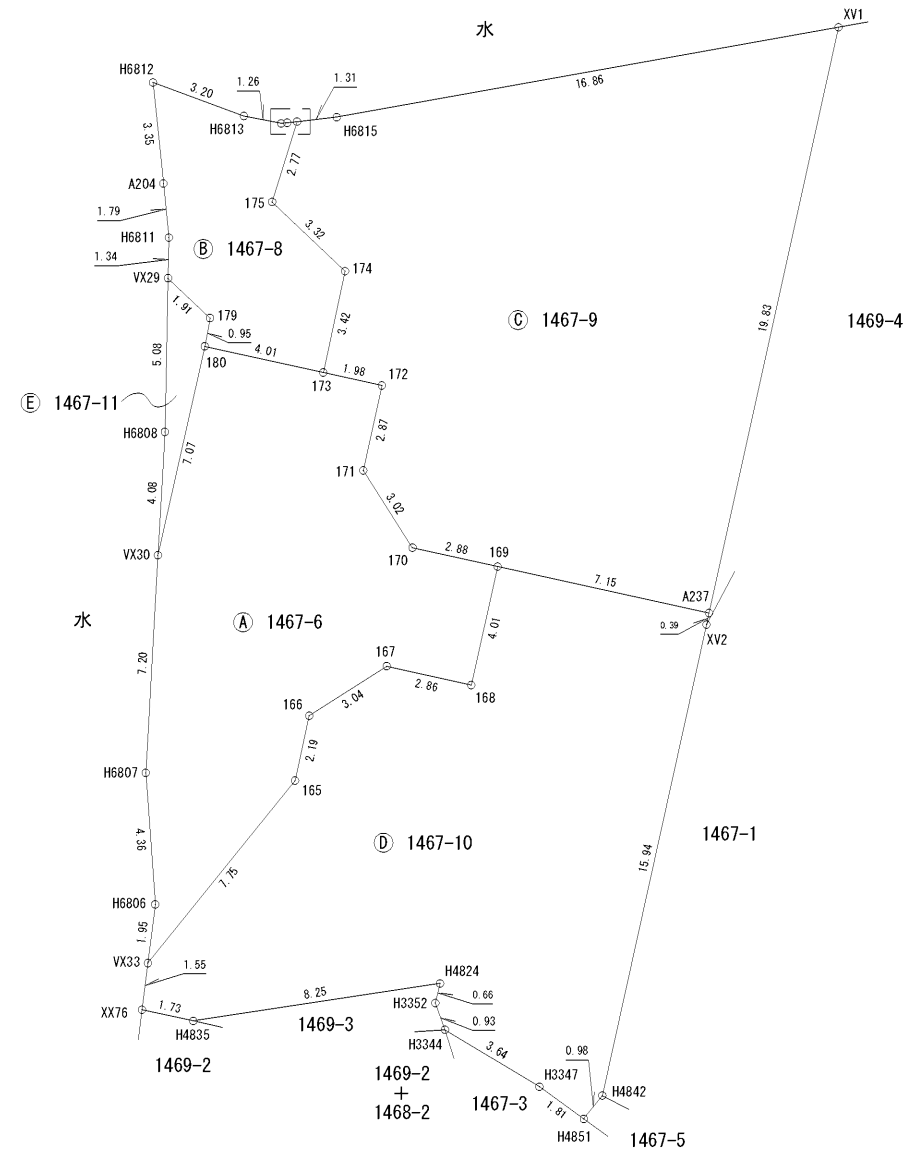 XV1
水
H6812
3.20
1.26
1.31
16.86
H6813
H6815
3.35
2.77
A204
175
1.79
3.32
H6811
Ⓑ 1467-8
1.34
174
VX29
1.91
179
0.95
3.42
Ⓒ 1467-9
19.83
1469-4
180
4.01
173
1.98
172
5.08
Ⓔ 1467-11
2.87
H6808
7.07
171
4.08
3.02
VX30
170
2.88
169
7.15
A237
0.39
XV2
水
Ⓐ 1467-6
4.01
7.20
167
2.86
168
166
3.04
2.19
H6807
165
4.36
Ⓓ 1467-10
1467-1
15.94
7.75
H6806
1.95
VX33
1.55
H4824
8.25
0.66
XX76
1.73
H3352
H4835
1469-3
0.93
H3344
1469-2
3.64
0.98
1469-2
+
1468-2
H3347
1467-3
1.81
H4842
H4851
1467-5